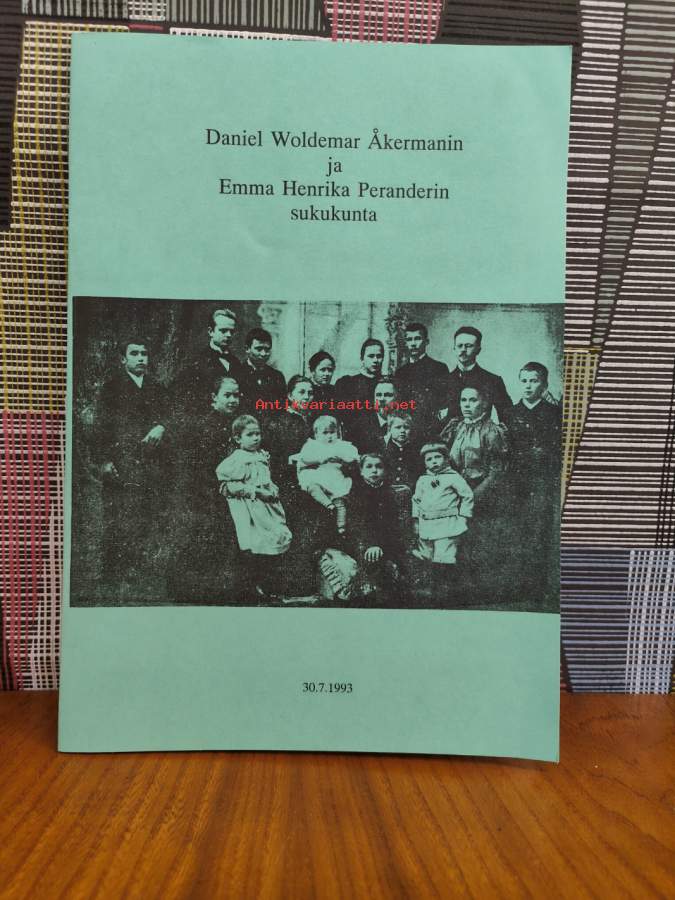 Daniel Woldemar Åkermanin
ja
Emma Henrika Peranderin
sukukunta
Antikvariaatti.net
30.7.1993